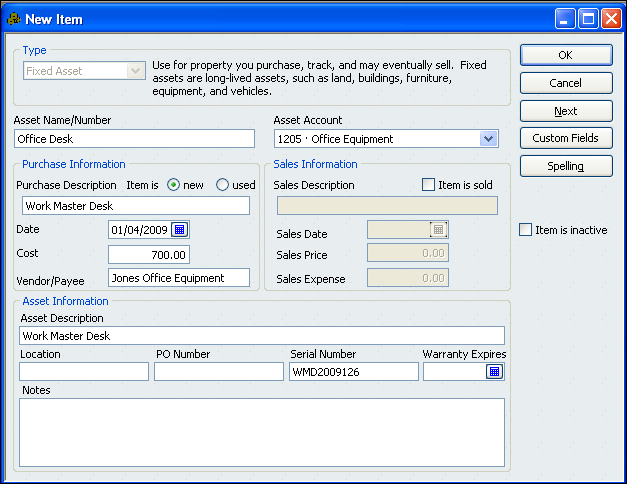 New Item
Type
Fixed Asset
Use for property you purchase, track, and may eventually sell. Fixed
assets are long-lived assets, such as land, buildings, furniture,
equipment, and vehicles.
OK
Cancel
Next
Custom Fields
Spelling
Item is inactive
Asset Name/Number
Office Desk
Asset Account
1205 · Office Equipment
Purchase Information
Purchase Description Item is new used
Work Master Desk
Date 01/04/2009
Cost 700.00
Vendor/Payee Jones Office Equipment
Sales Information
Sales Description Item is sold
Sales Date
Sales Price 0.00
Sales Expense 0.00
Asset Information
Asset Description
Work Master Desk
Location PO Number Serial Number Warranty Expires
WMD2009126
Notes